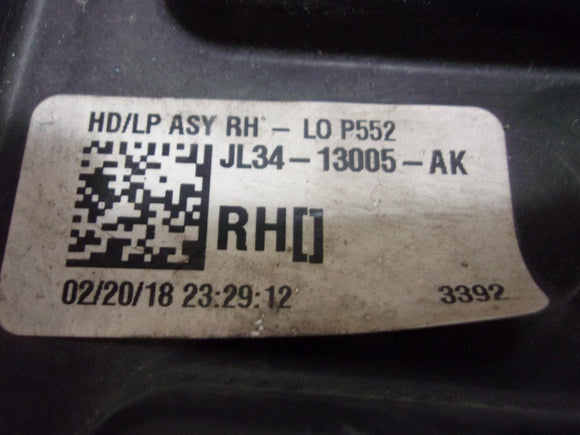 HD/LP ASY RH - LO P552
JL34-13005-AK
RH[]
02/20/18 23:29:12 3392